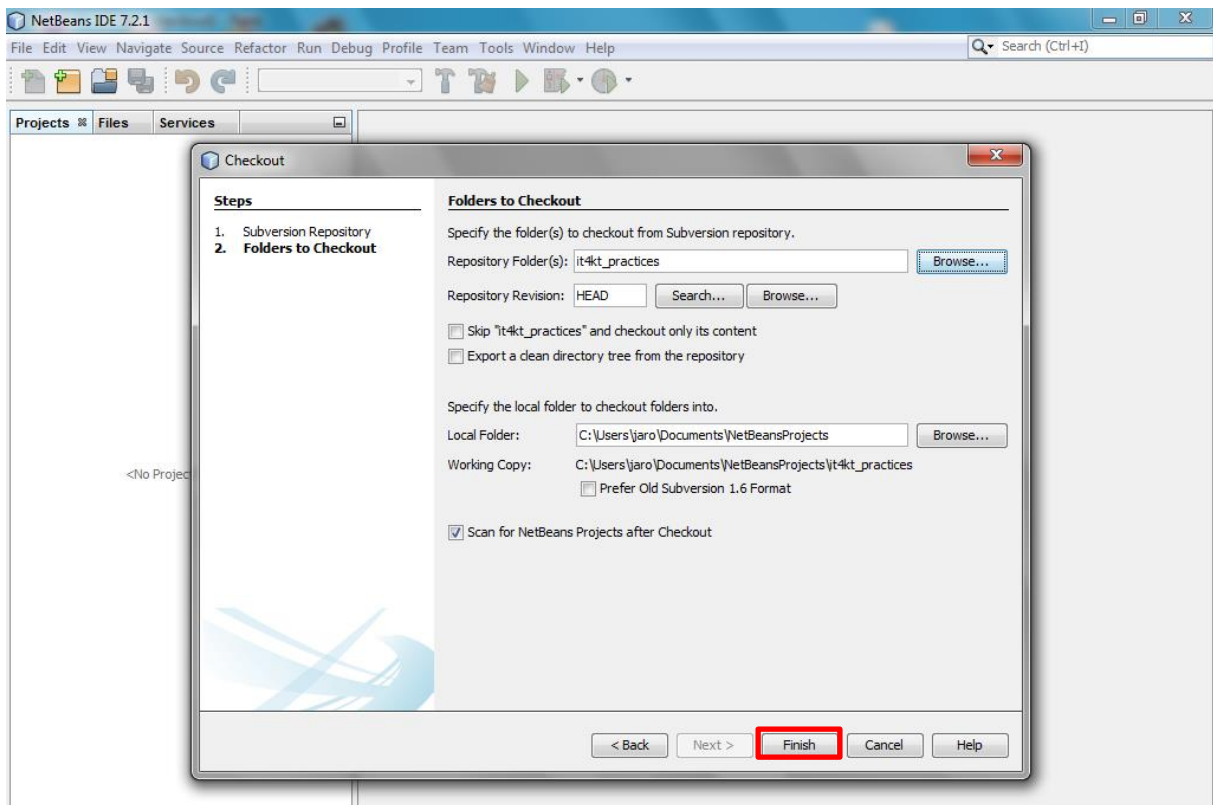 NetBeans IDE 7.2.1
File Edit View Navigate Source Refactor Run Debug Profile Team Tools Window Help
Search (Ctrl+I)
Projects Files Services
Checkout
Steps
1. Subversion Repository
2. Folders to Checkout
Folders to Checkout
Specify the folder(s) to checkout from Subversion repository.
Repository Folder(s): it4kt_practices Browse...
Repository Revision: HEAD Search... Browse...
Skip "it4kt_practices" and checkout only its content
Export a clean directory tree from the repository
Specify the local folder to checkout folders into.
Local Folder: C:\Users\jaro\Documents\NetBeansProjects Browse...
Working Copy: C:\Users\jaro\Documents\NetBeansProjects\it4kt_practices
Prefer Old Subversion 1.6 Format
<No Projec
Scan for NetBeans Projects after Checkout
< Back Next > Finish Cancel Help